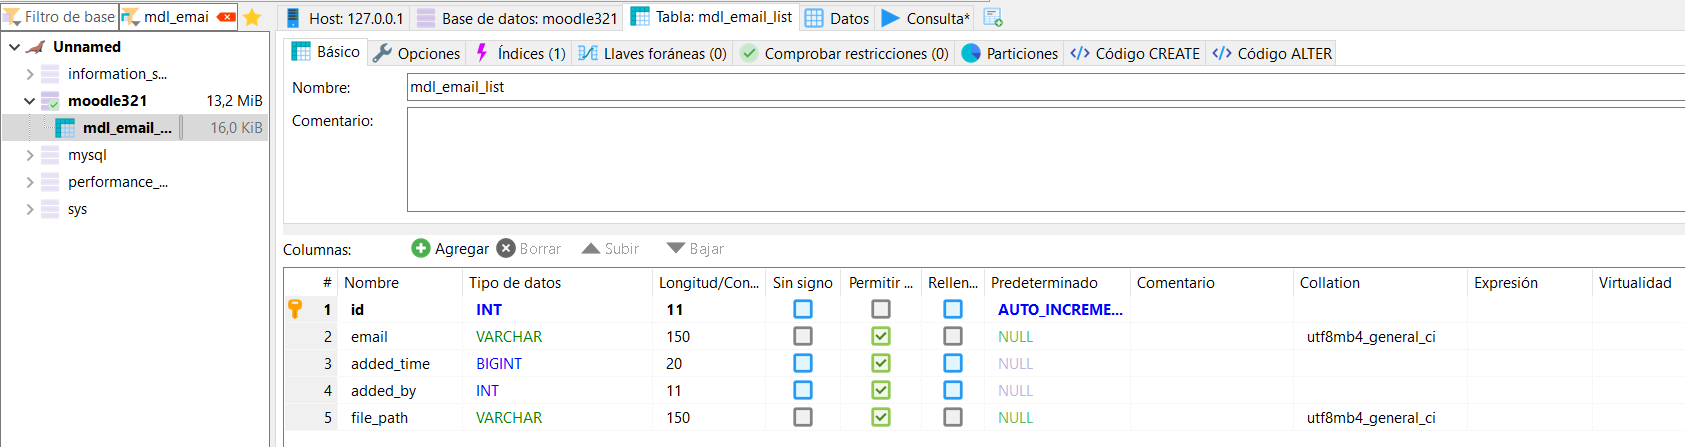 Filtro de base
mdl_email
Host: 127.0.0.1
Base de datos: moodle321
Tabla: mdl_email_list
Datos
Consulta*
Unnamed
information_s...
moodle321 13,2 MiB
mdl_email_... 16,0 KiB
mysql
performance_...
sys
Básico
Opciones
Índices (1)
Llaves foráneas (0)
Comprobar restricciones (0)
Particiones
Código CREATE
Código ALTER
Nombre: mdl_email_list
Comentario:
Columnas: Agregar Borrar Subir Bajar
# Nombre Tipo de datos Longitud/Con... Sin signo Permitir ... Rellen... Predeterminado Comentario Collation Expresión Virtualidad
1 id INT 11 AUTO_INCREME...
2 email VARCHAR 150 NULL utf8mb4_general_ci
3 added_time BIGINT 20 NULL
4 added_by INT 11 NULL
5 file_path VARCHAR 150 NULL utf8mb4_general_ci